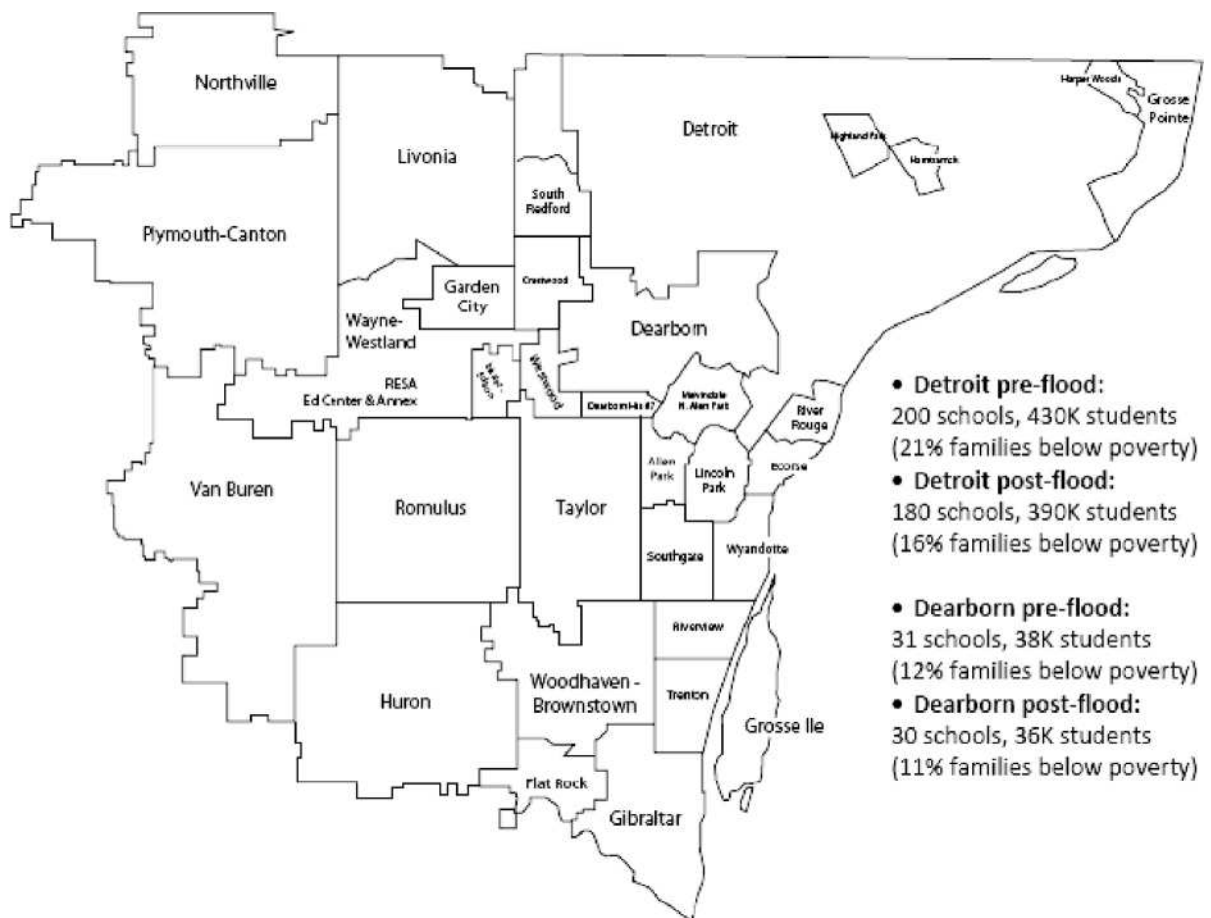 Northville
Livonia
Plymouth-Canton
Detroit
Harper Woods
Grosse
Pointe
Highland Park
Hamtramck
South
Redford
Crestwood
Garden
City
Wayne-
Westland
Dearborn
RESA
Ed Center & Annex
Westwood
Dearborn Hts #7
Melvindale
N. Allen Park
River
Rouge
Allen
Park
Lincoln
Park
Ecorse
Van Buren
Romulus
Taylor
Southgate
Wyandotte
Riverview
Trenton
Woodhaven -
Brownstown
Huron
Grosse Ile
Flat Rock
Gibraltar
• Detroit pre-flood:
200 schools, 430K students
(21% families below poverty)
• Detroit post-flood:
180 schools, 390K students
(16% families below poverty)
• Dearborn pre-flood:
31 schools, 38K students
(12% families below poverty)
• Dearborn post-flood:
30 schools, 36K students
(11% families below poverty)